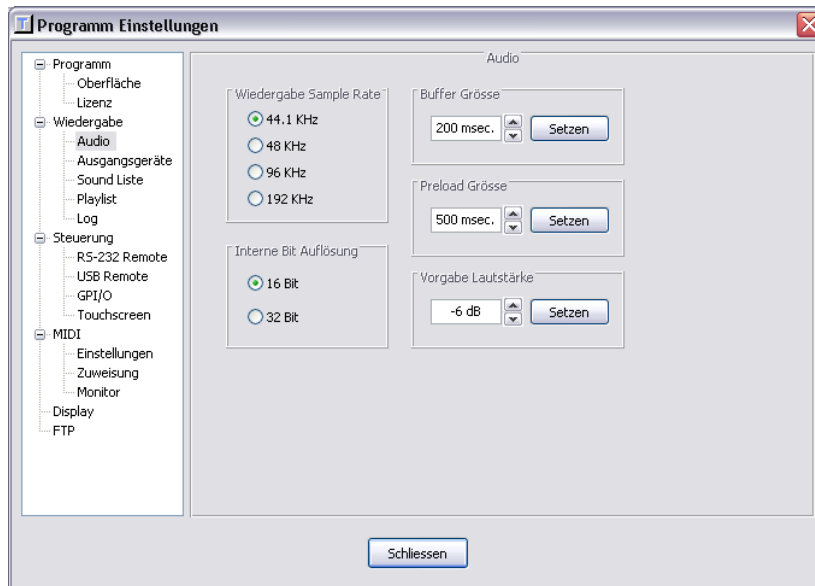 Programm Einstellungen
Programm
Oberfläche
Lizenz
Wiedergabe
Audio
Ausgangsgeräte
Sound Liste
Playlist
Log
Steuerung
RS-232 Remote
USB Remote
GPI/O
Touchscreen
MIDI
Einstellungen
Zuweisung
Monitor
Display
FTP
Audio
Wiedergabe Sample Rate
44.1 KHz
48 KHz
96 KHz
192 KHz
Interne Bit Auflösung
16 Bit
32 Bit
Buffer Grösse
200 msec. Setzen
Preload Grösse
500 msec. Setzen
Vorgabe Lautstärke
-6 dB Setzen
Schliessen